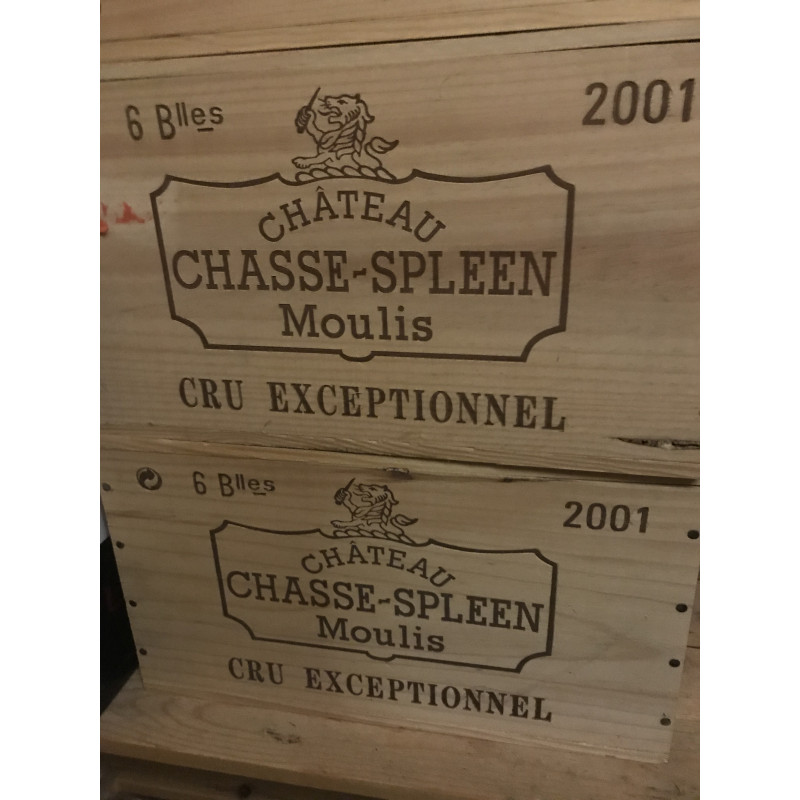 6 Blles
2001
CHÂTEAU
CHASSE-SPLEEN
Moulis
CRU EXCEPTIONNEL
6 Blles
2001
CHÂTEAU
CHASSE-SPLEEN
Moulis
CRU EXCEPTIONNEL